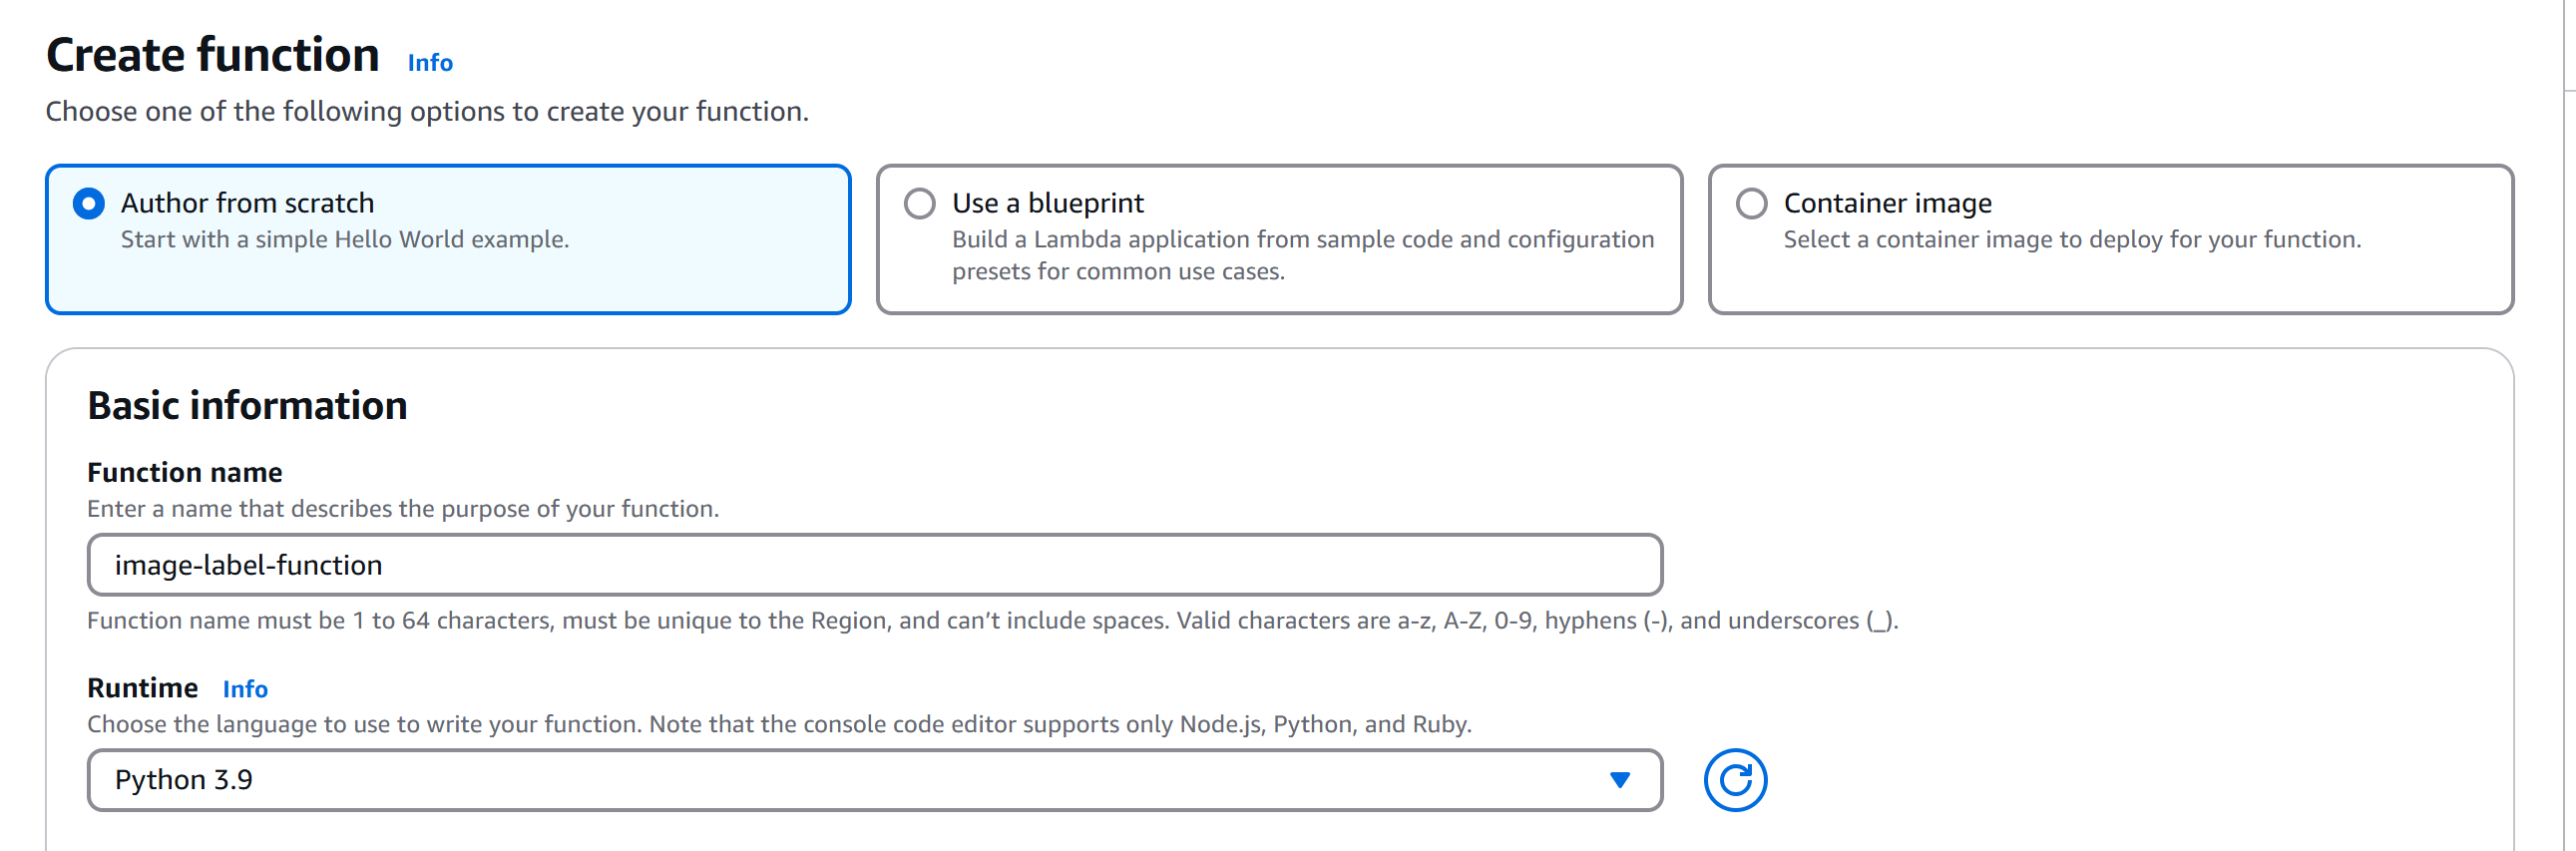 Create function Info
Choose one of the following options to create your function.
Author from scratch
Start with a simple Hello World example.
Use a blueprint
Build a Lambda application from sample code and configuration
presets for common use cases.
Container image
Select a container image to deploy for your function.
Basic information
Function name
Enter a name that describes the purpose of your function.
image-label-function
Function name must be 1 to 64 characters, must be unique to the Region, and can’t include spaces. Valid characters are a-z, A-Z, 0-9, hyphens (-), and underscores (_).
Runtime Info
Choose the language to use to write your function. Note that the console code editor supports only Node.js, Python, and Ruby.
Python 3.9